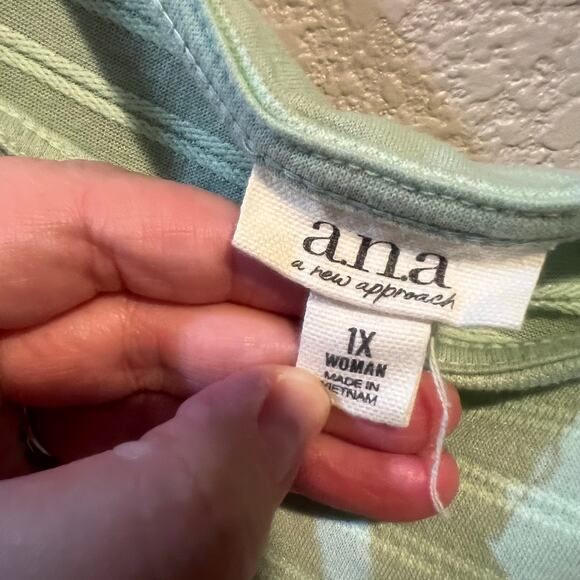 a.n.a
a new approach
1X
WOMAN
MADE IN
VIETNAM